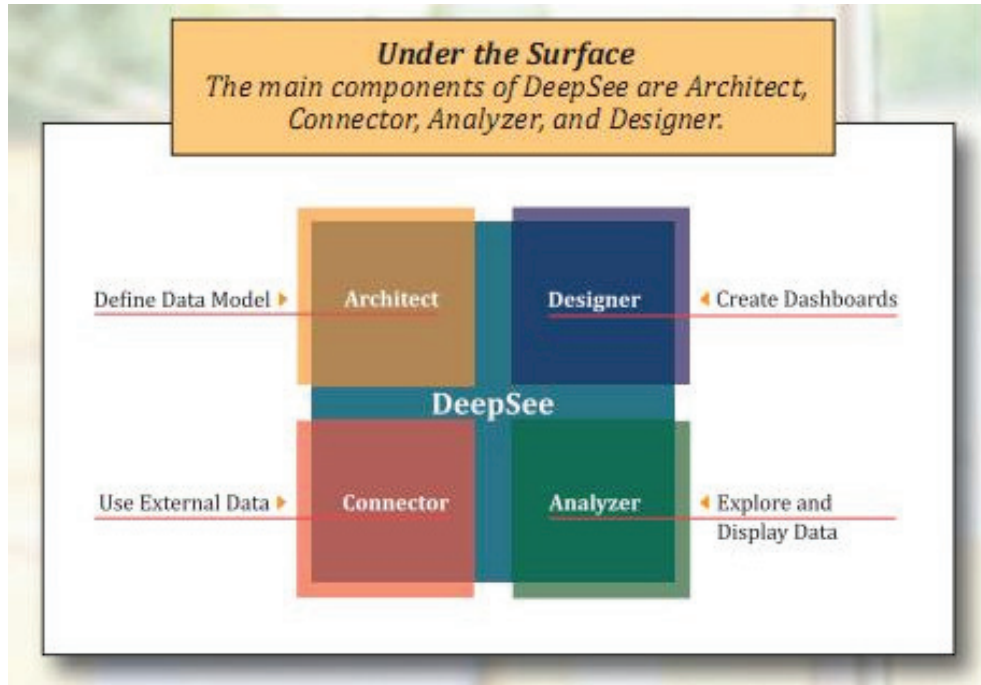 Under the Surface
The main components of DeepSee are Architect,
Connector, Analyzer, and Designer.
Define Data Model
Architect
Designer
Create Dashboards
DeepSee
Use External Data
Connector
Analyzer
Explore and
Display Data